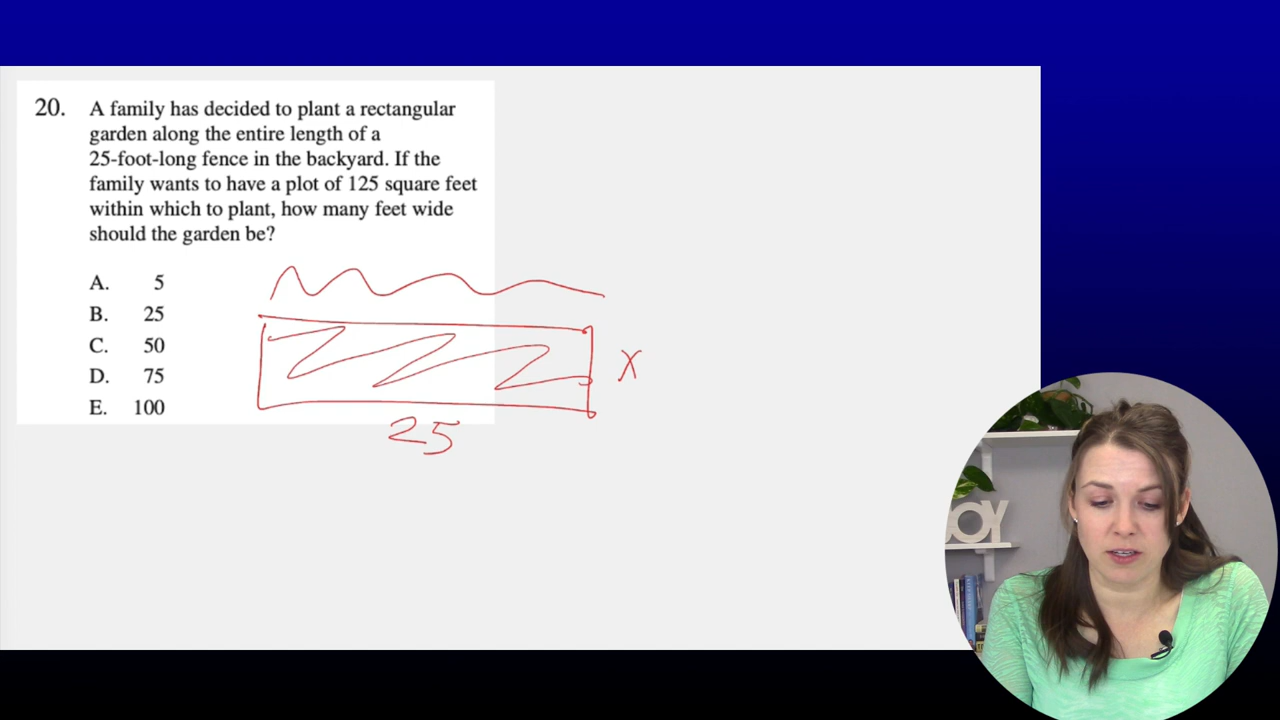 20. A family has decided to plant a rectangular
garden along the entire length of a
25-foot-long fence in the backyard. If the
family wants to have a plot of 125 square feet
within which to plant, how many feet wide
should the garden be?
A. 5
B. 25
C. 50
D. 75
E. 100
x
25
OY